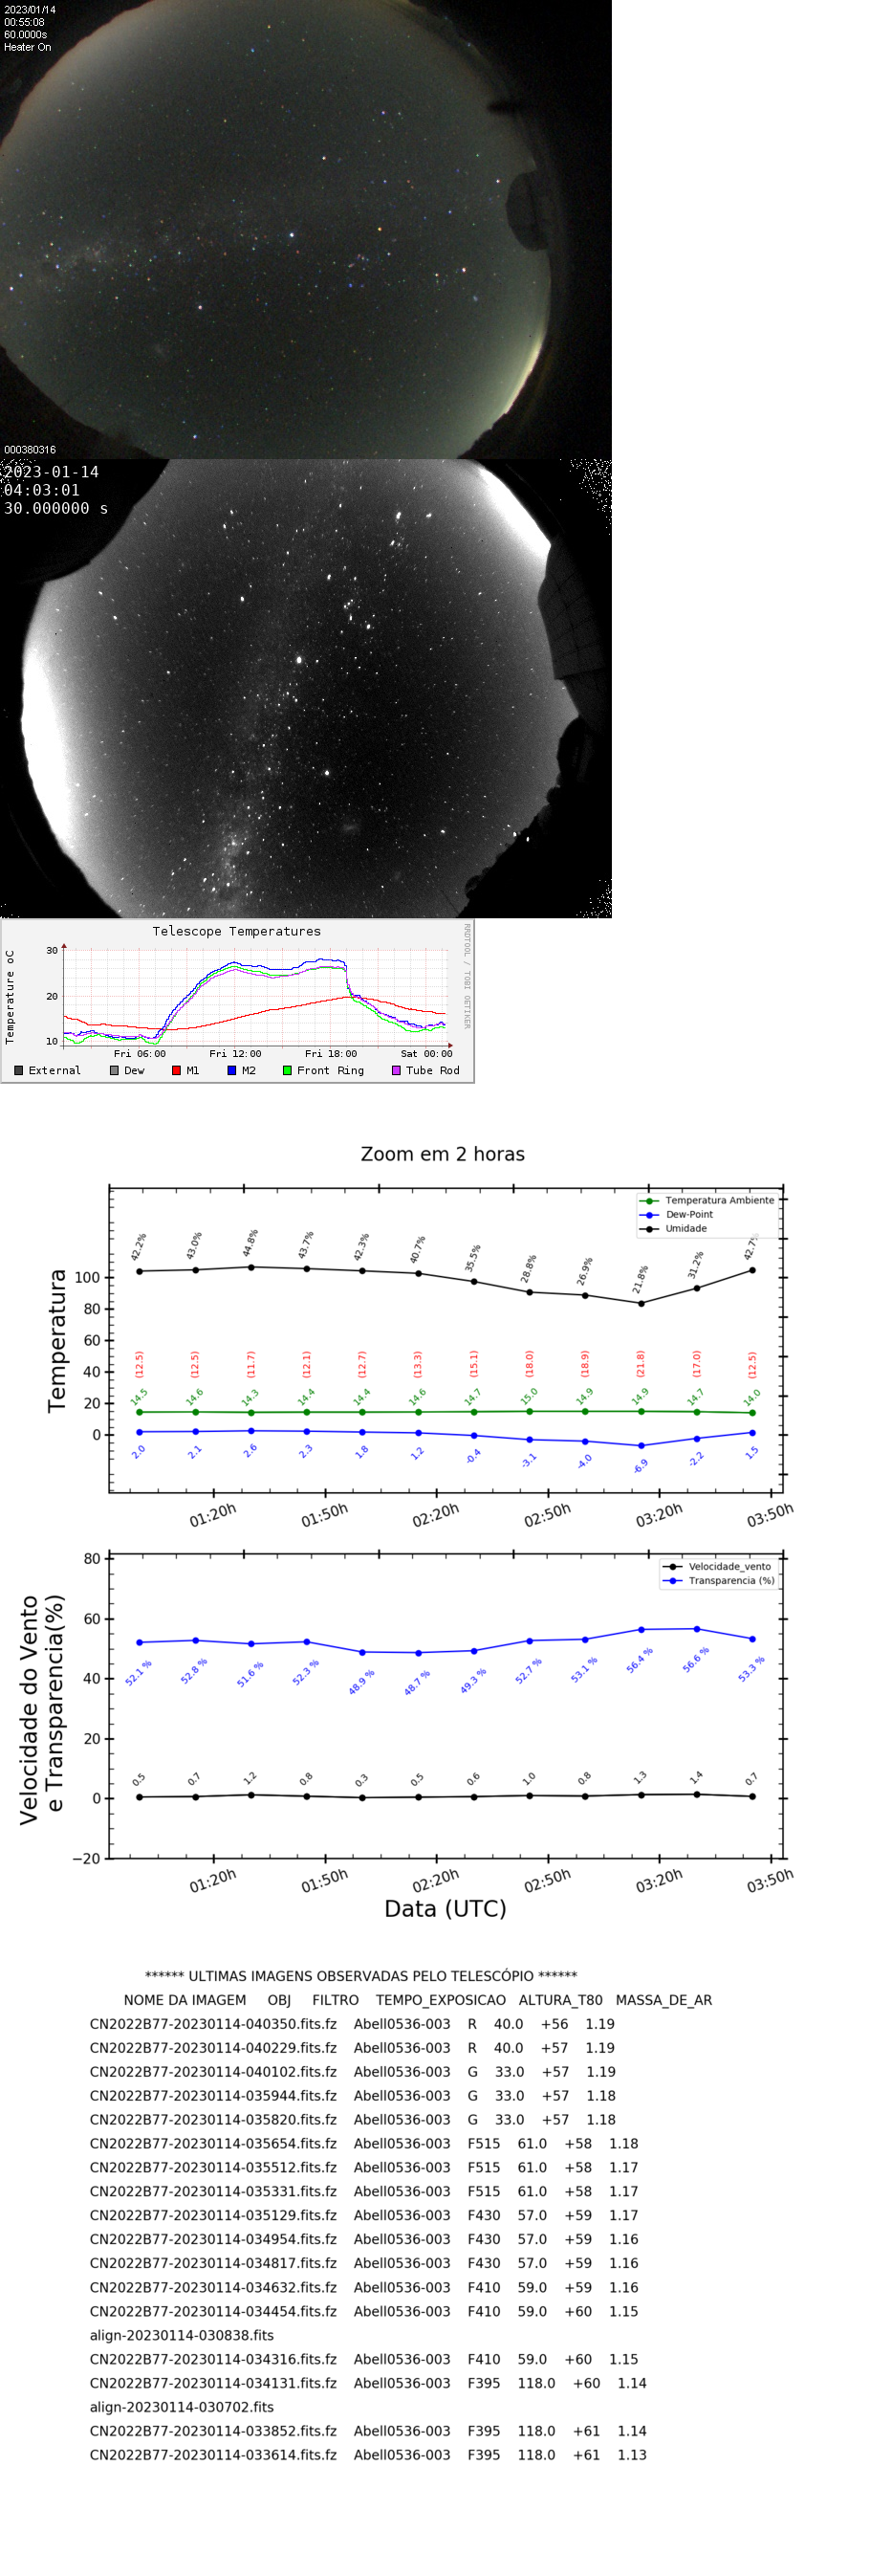 2023/01/14
00:55:08
60.0000s
Heater On
000380316
2023-01-14
04:03:01
30.000000 s
Telescope Temperatures
RRDTOOL / TOBI OETIKER
Temperature oC
30
20
10
Fri 06:00 Fri 12:00 Fri 18:00 Sat 00:00
External Dew M1 M2 Front Ring Tube Rod
Zoom em 2 horas
Temperatura Ambiente
Dew-Point
Umidade
42.2% 43.0% 44.8% 43.7% 42.3% 40.7% 35.5% 28.8% 26.9% 21.8% 31.2% 42.7%
Temperatura
100
80
60
40
20
0
(12.5) (12.5) (11.7) (12.1) (12.7) (13.3) (15.1) (18.0) (18.9) (21.8) (17.0) (12.5)
14.5 14.6 14.3 14.4 14.4 14.6 14.7 15.0 14.9 14.9 14.7 14.0
2.0 2.1 2.6 2.3 1.8 1.2 -0.4 -3.1 -4.0 -6.9 -2.2 1.5
01:20h 01:50h 02:20h 02:50h 03:20h 03:50h
Velocidade_vento
Transparencia (%)
Velocidade do Vento
e Transparencia(%)
80
60
40
20
0
−20
52.1 % 52.8 % 51.6 % 52.3 % 48.9 % 48.7 % 49.3 % 52.7 % 53.1 % 56.4 % 56.6 % 53.3 %
0.5 0.7 1.2 0.8 0.3 0.5 0.6 1.0 0.8 1.3 1.4 0.7
01:20h 01:50h 02:20h 02:50h 03:20h 03:50h
Data (UTC)
****** ULTIMAS IMAGENS OBSERVADAS PELO TELESCÓPIO ******
NOME DA IMAGEM OBJ FILTRO TEMPO_EXPOSICAO ALTURA_T80 MASSA_DE_AR
CN2022B77-20230114-040350.fits.fz Abell0536-003 R 40.0 +56 1.19
CN2022B77-20230114-040229.fits.fz Abell0536-003 R 40.0 +57 1.19
CN2022B77-20230114-040102.fits.fz Abell0536-003 G 33.0 +57 1.19
CN2022B77-20230114-035944.fits.fz Abell0536-003 G 33.0 +57 1.18
CN2022B77-20230114-035820.fits.fz Abell0536-003 G 33.0 +57 1.18
CN2022B77-20230114-035654.fits.fz Abell0536-003 F515 61.0 +58 1.18
CN2022B77-20230114-035512.fits.fz Abell0536-003 F515 61.0 +58 1.17
CN2022B77-20230114-035331.fits.fz Abell0536-003 F515 61.0 +58 1.17
CN2022B77-20230114-035129.fits.fz Abell0536-003 F430 57.0 +59 1.17
CN2022B77-20230114-034954.fits.fz Abell0536-003 F430 57.0 +59 1.16
CN2022B77-20230114-034817.fits.fz Abell0536-003 F430 57.0 +59 1.16
CN2022B77-20230114-034632.fits.fz Abell0536-003 F410 59.0 +59 1.16
CN2022B77-20230114-034454.fits.fz Abell0536-003 F410 59.0 +60 1.15
align-20230114-030838.fits
CN2022B77-20230114-034316.fits.fz Abell0536-003 F410 59.0 +60 1.15
CN2022B77-20230114-034131.fits.fz Abell0536-003 F395 118.0 +60 1.14
align-20230114-030702.fits
CN2022B77-20230114-033852.fits.fz Abell0536-003 F395 118.0 +61 1.14
CN2022B77-20230114-033614.fits.fz Abell0536-003 F395 118.0 +61 1.13